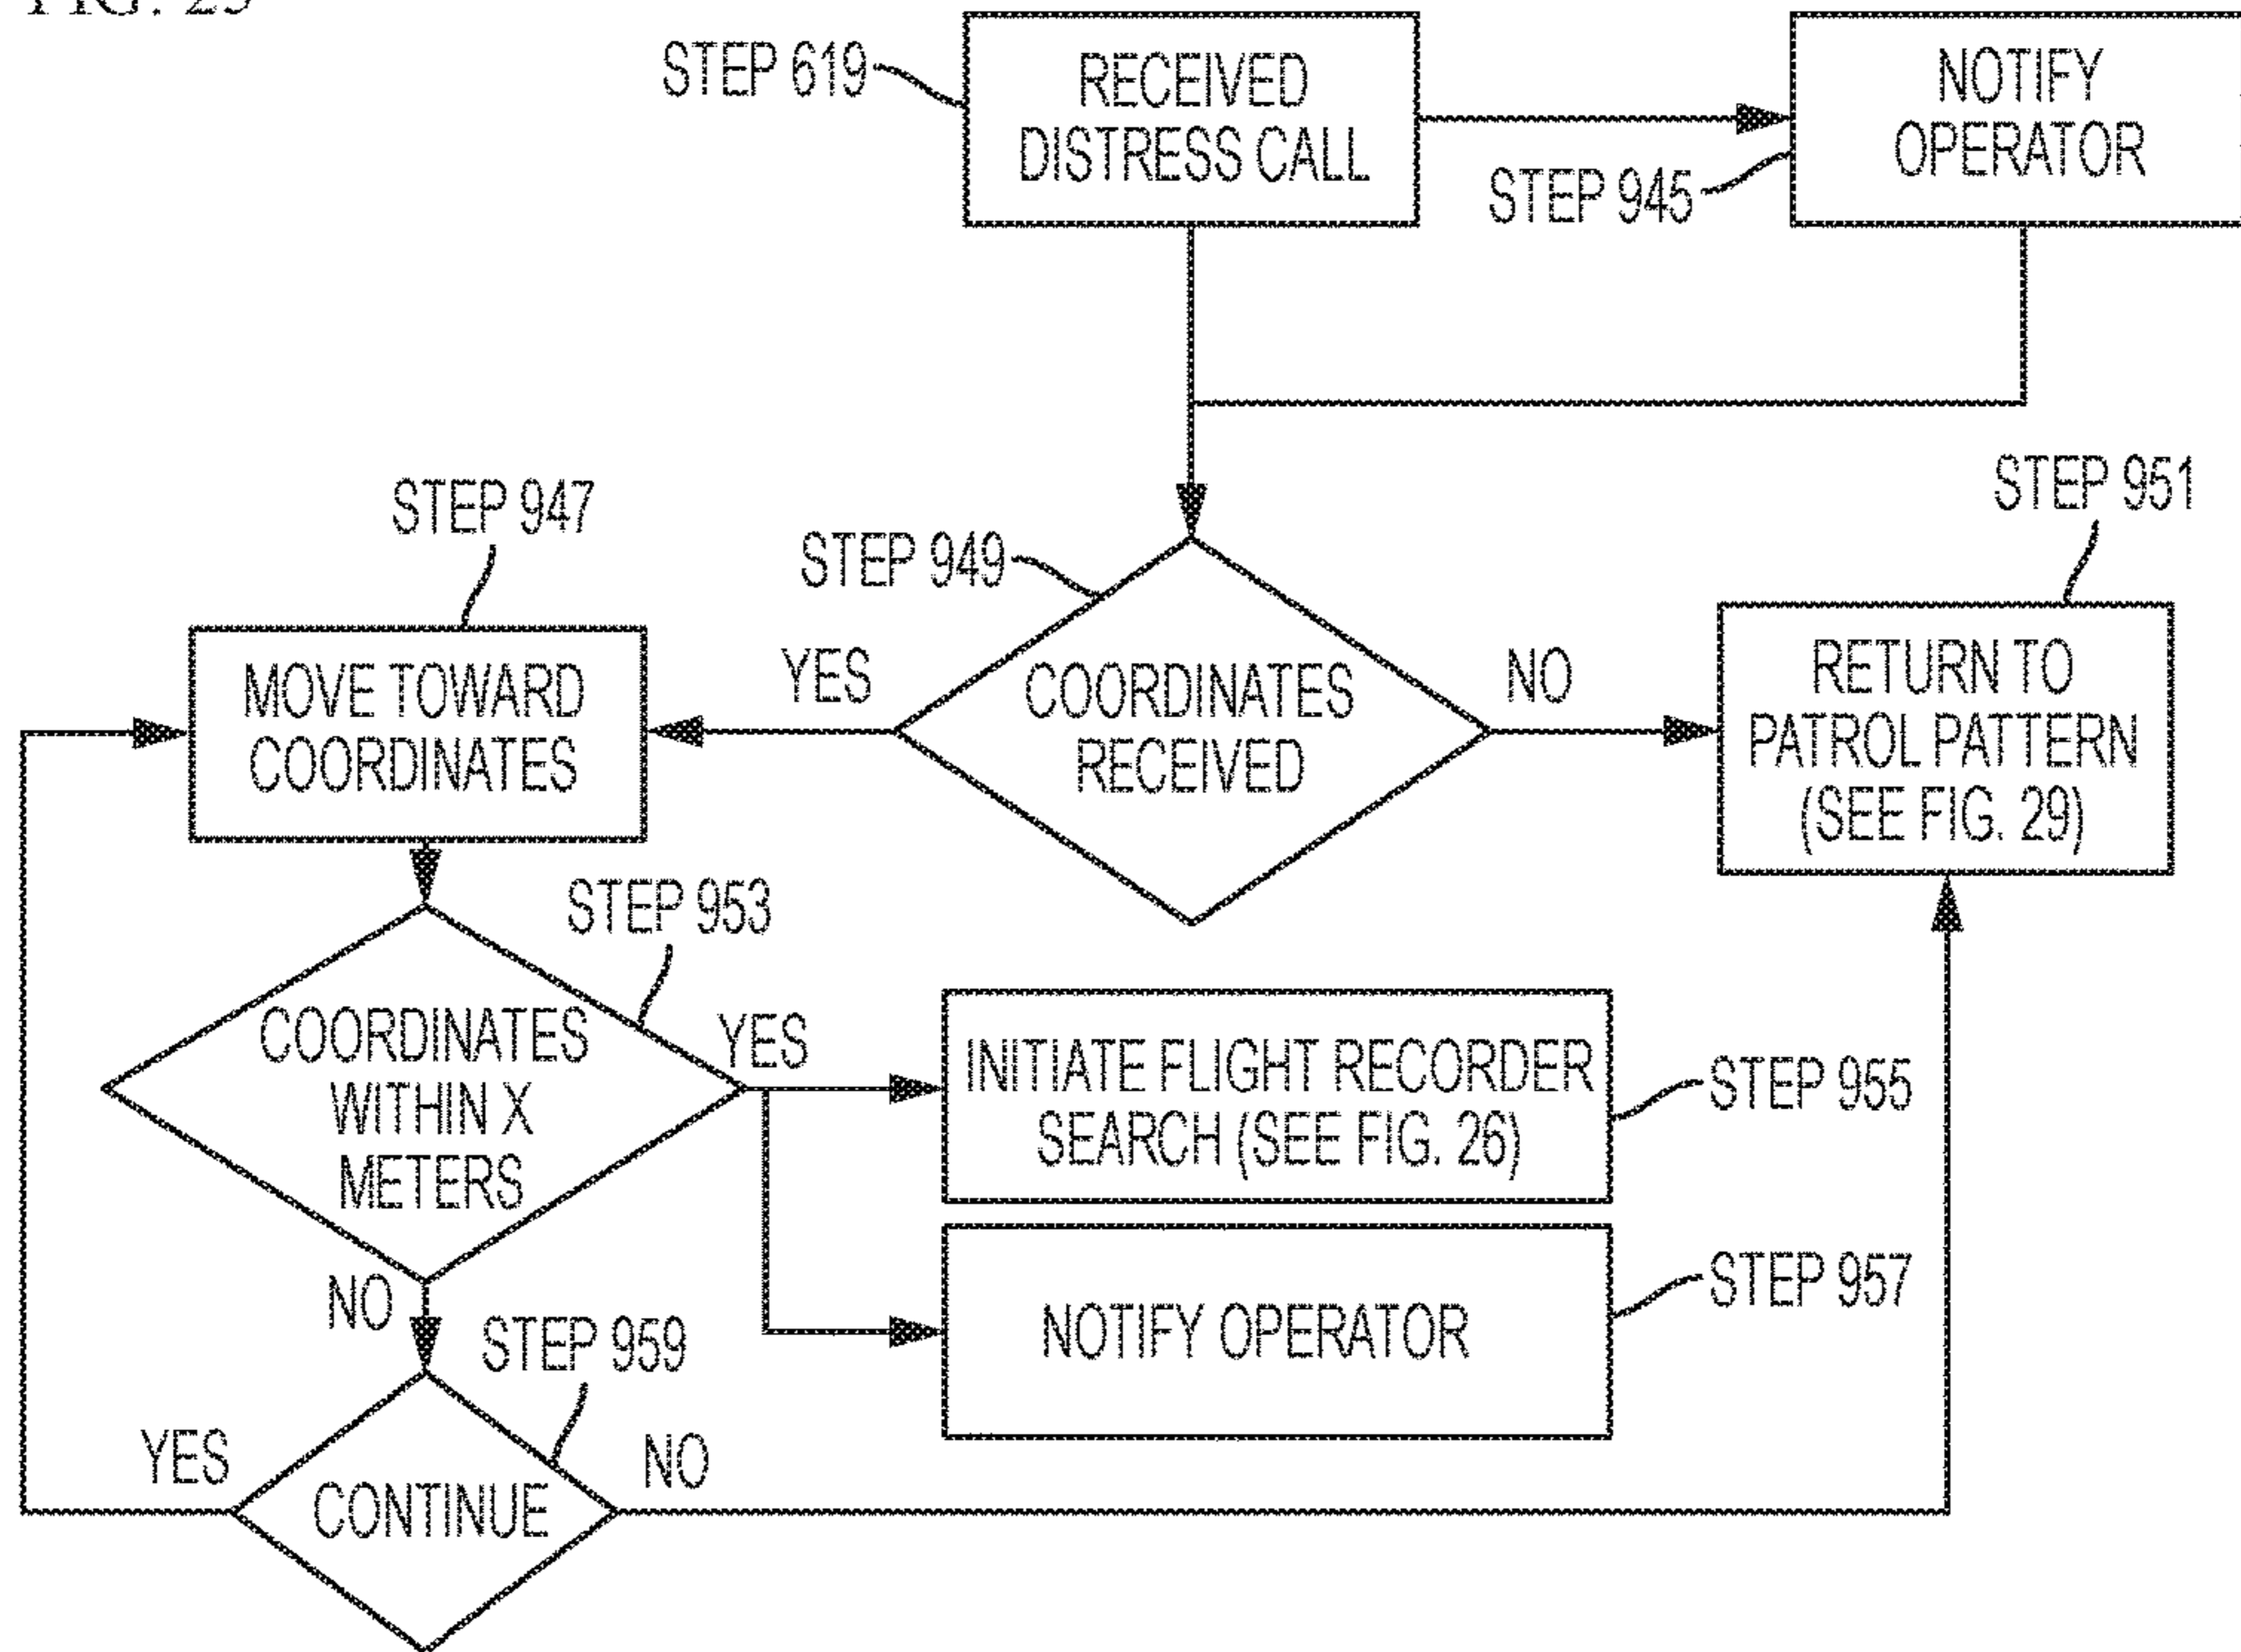 STEP 619
RECEIVED
DISTRESS CALL
NOTIFY
OPERATOR
STEP 945
STEP 947
STEP 949
STEP 951
MOVE TOWARD
COORDINATES
YES
COORDINATES
RECEIVED
NO
RETURN TO
PATROL PATTERN
(SEE FIG. 29)
STEP 953
COORDINATES
WITHIN X
METERS
YES
INITIATE FLIGHT RECORDER
SEARCH (SEE FIG. 26)
STEP 955
NO
NOTIFY OPERATOR
STEP 957
STEP 959
YES
CONTINUE
NO